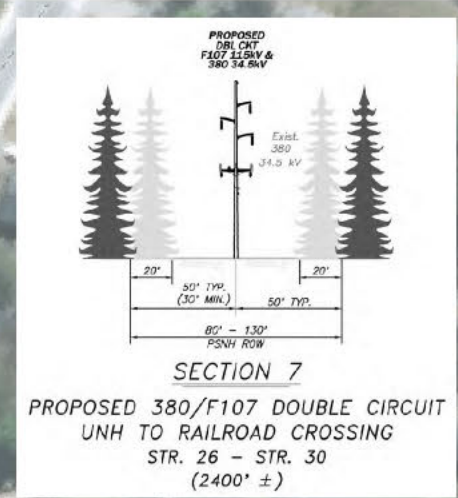 PROPOSED
DBL CKT
F107 115kV &
380 34.5kV
Exist.
380
34.5 kV
20'
20'
50' TYP.
(30' MIN.)
50' TYP.
80' - 130'
PSNH ROW
SECTION 7
PROPOSED 380/F107 DOUBLE CIRCUIT
UNH TO RAILROAD CROSSING
STR. 26 - STR. 30
(2400' ±)